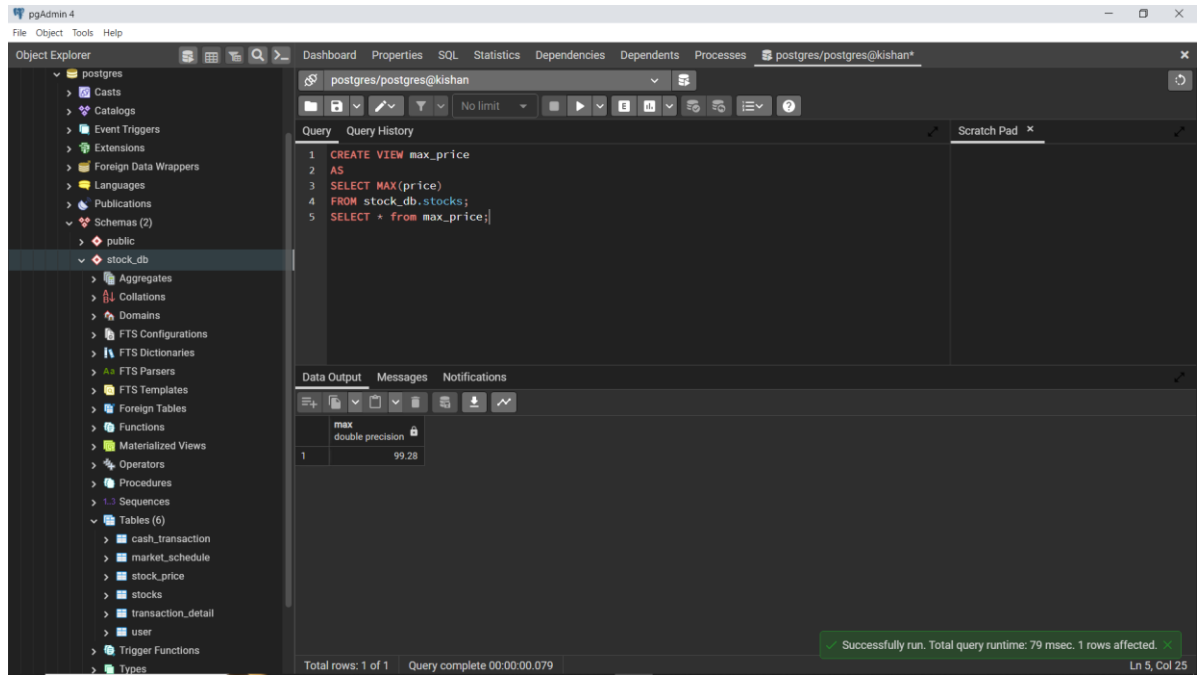 pgAdmin 4
File Object Tools Help
Object Explorer
Dashboard Properties SQL Statistics Dependencies Dependents Processes postgres/postgres@kishan*
postgres
Casts
Catalogs
Event Triggers
Extensions
Foreign Data Wrappers
Languages
Publications
Schemas (2)
public
stock_db
Aggregates
Collations
Domains
FTS Configurations
FTS Dictionaries
Aa FTS Parsers
FTS Templates
Foreign Tables
Functions
Materialized Views
Operators
Procedures
1..3 Sequences
Tables (6)
cash_transaction
market_schedule
stock_price
stocks
transaction_detail
user
Trigger Functions
Types
postgres/postgres@kishan
No limit
E
Query Query History
Scratch Pad
1 CREATE VIEW max_price
2 AS
3 SELECT MAX(price)
4 FROM stock_db.stocks;
5 SELECT * from max_price;
Data Output Messages Notifications
max
double precision
1 99.28
Successfully run. Total query runtime: 79 msec. 1 rows affected.
Total rows: 1 of 1 Query complete 00:00:00.079
Ln 5, Col 25